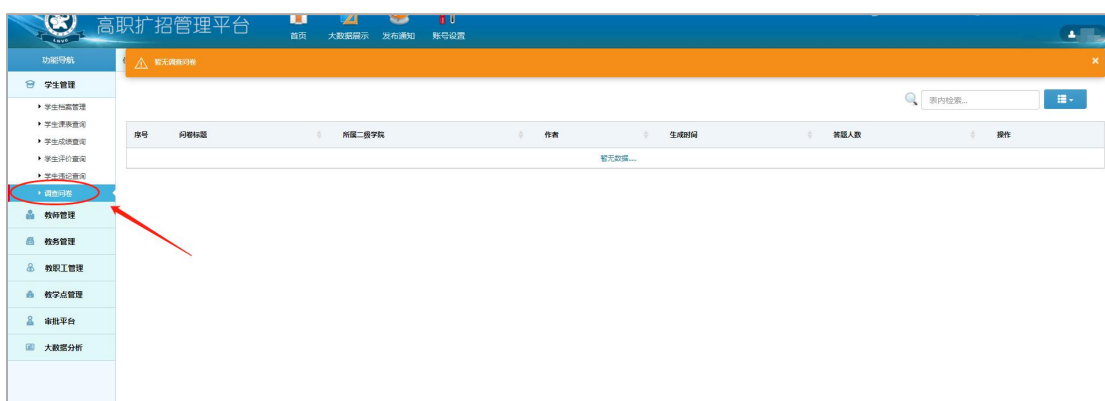 高职扩招管理平台
首页 大数据展示 发布通知 账号设置
LNVC
功能导航
暂无调查问卷
×
学生管理
表内检索...
学生档案管理
学生课表查询
学生成绩查询
学生评价查询
学生违纪查询
调查问卷
序号 问卷标题 所属二级学院 作者 生成时间 答题人数 操作
暂无数据....
教师管理
教务管理
教职工管理
教学点管理
审批平台
大数据分析